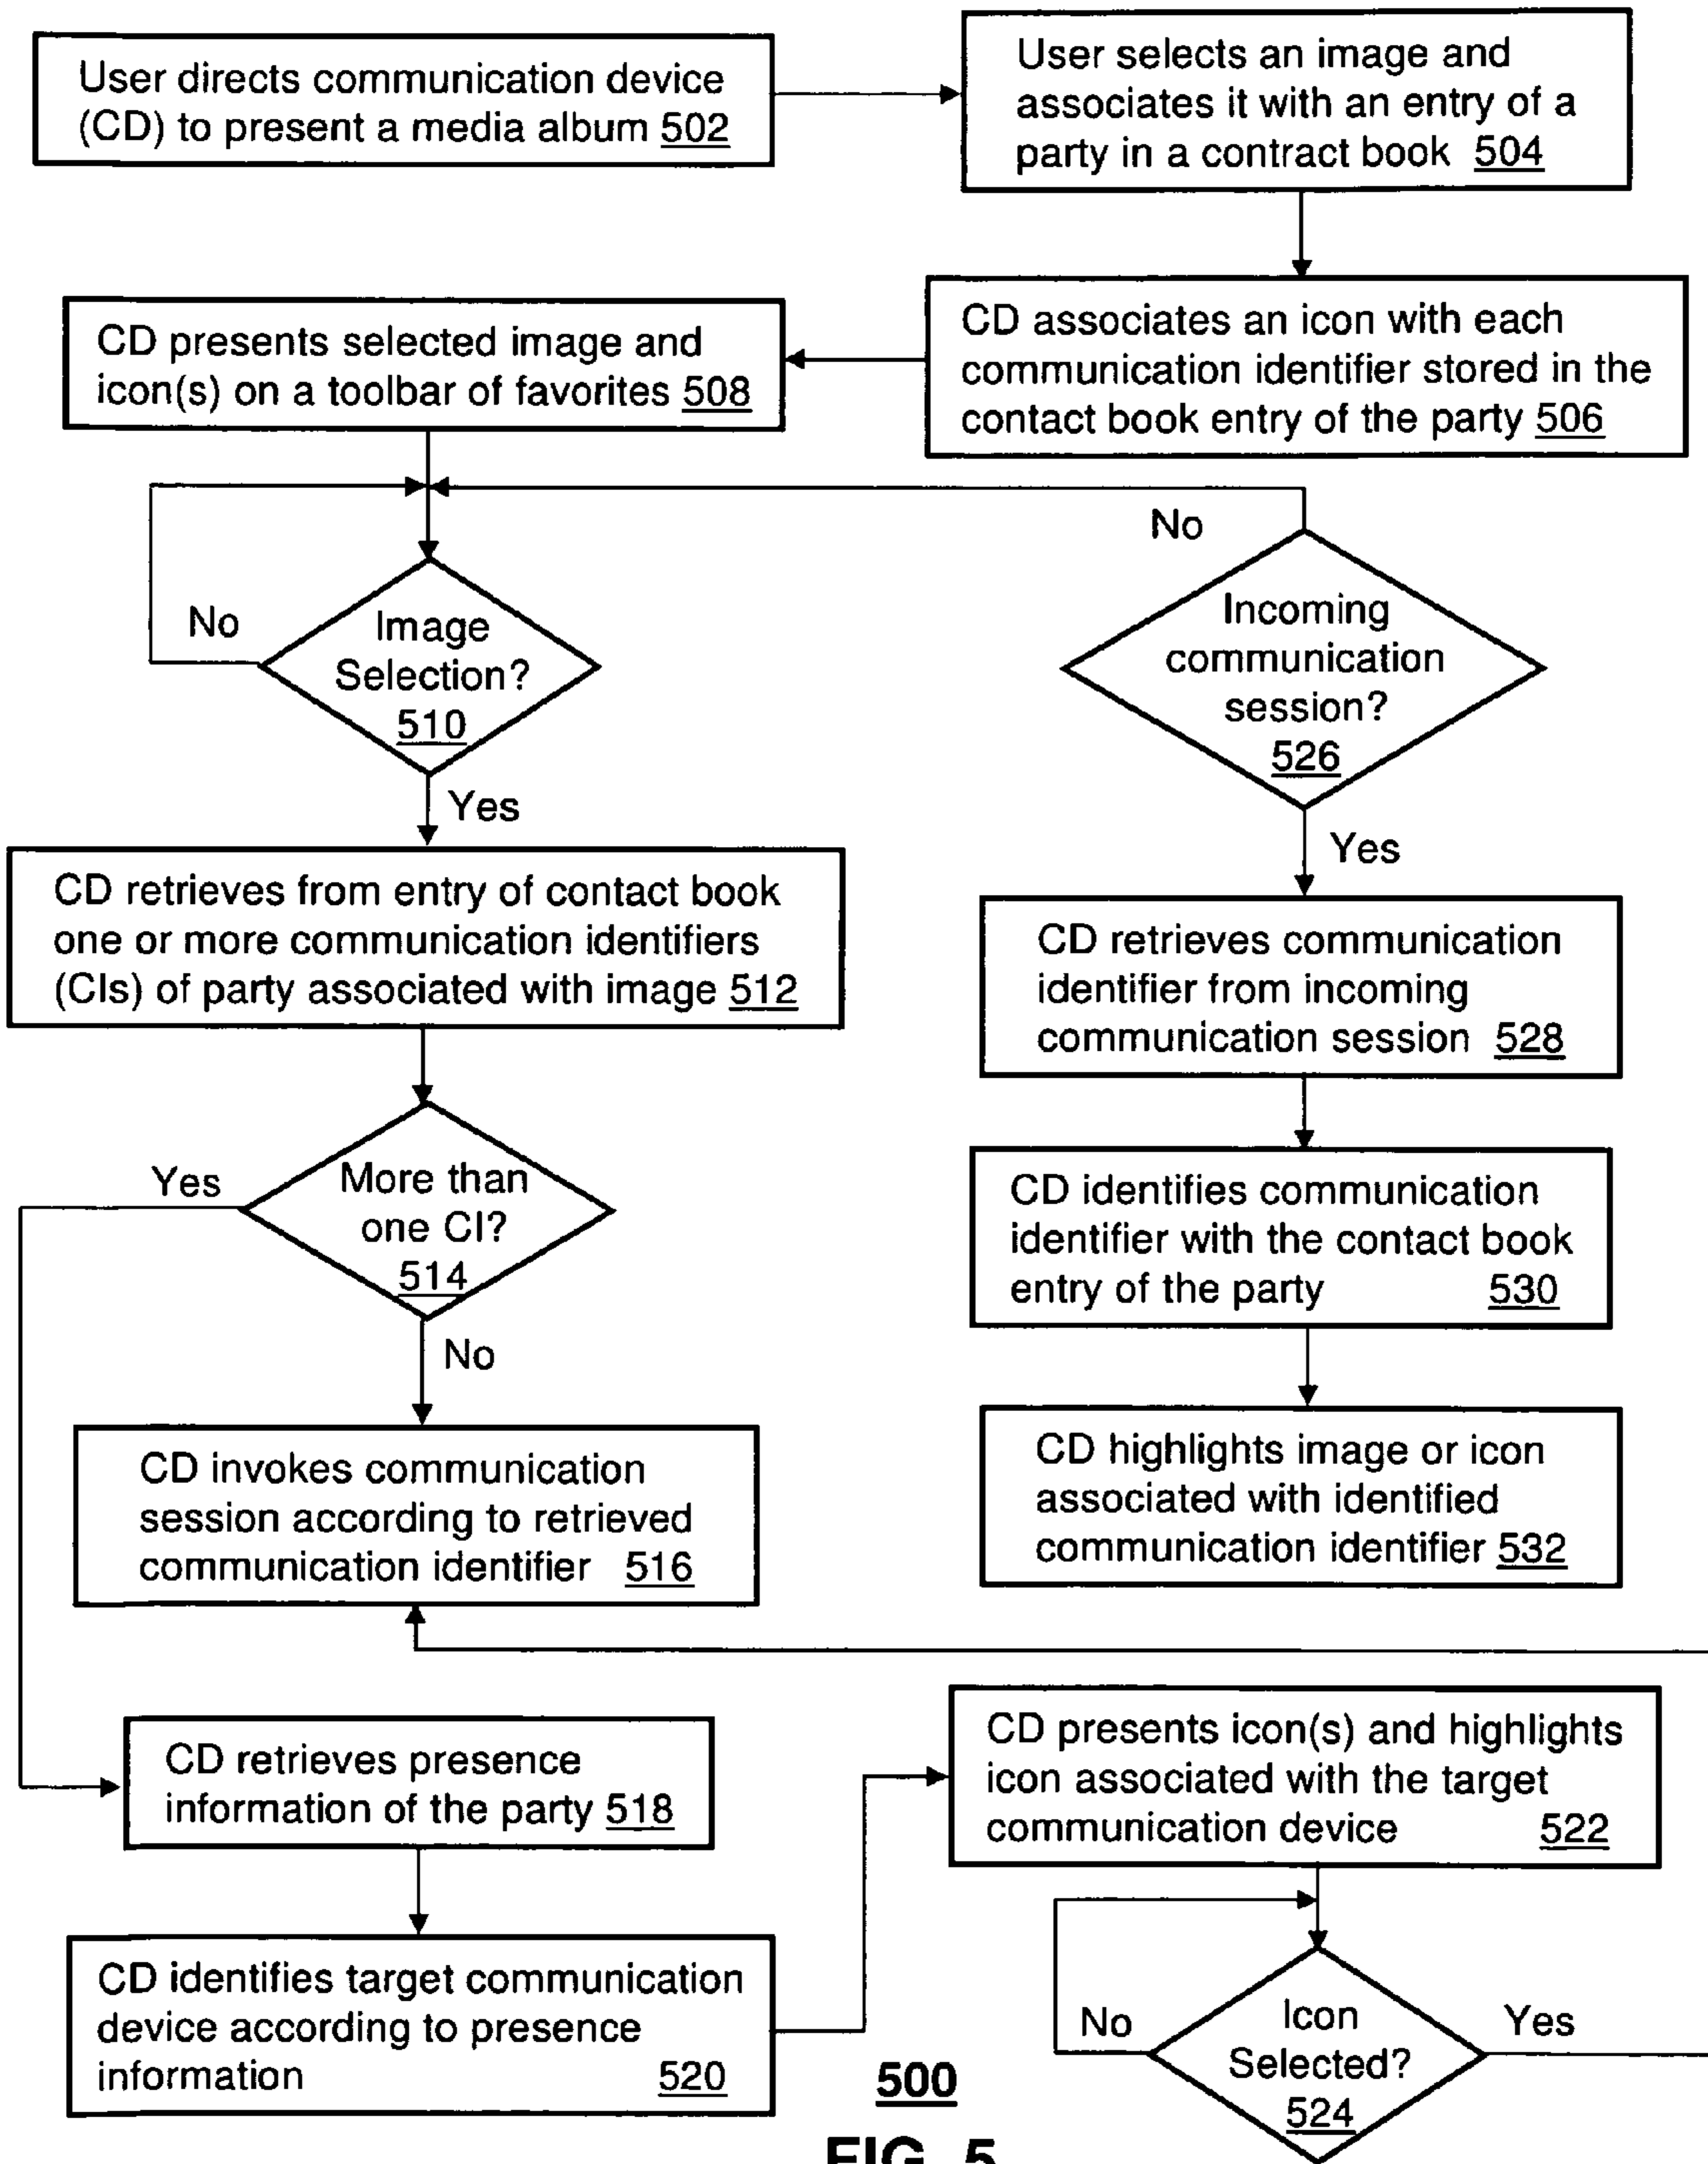 User directs communication device
(CD) to present a media album 502
User selects an image and
associates it with an entry of a
party in a contract book 504
CD associates an icon with each
communication identifier stored in the
contact book entry of the party 506
CD presents selected image and
icon(s) on a toolbar of favorites 508
No
Image
Selection?
510
Yes
No
Incoming
communication
session?
526
Yes
CD retrieves from entry of contact book
one or more communication identifiers
(CIs) of party associated with image 512
CD retrieves communication
identifier from incoming
communication session 528
Yes
More than
one CI?
514
No
CD identifies communication
identifier with the contact book
entry of the party 530
CD invokes communication
session according to retrieved
communication identifier 516
CD highlights image or icon
associated with identified
communication identifier 532
CD retrieves presence
information of the party 518
CD identifies target communication
device according to presence
information 520
CD presents icon(s) and highlights
icon associated with the target
communication device 522
No
Icon
Selected?
524
Yes
500
FIG. 5